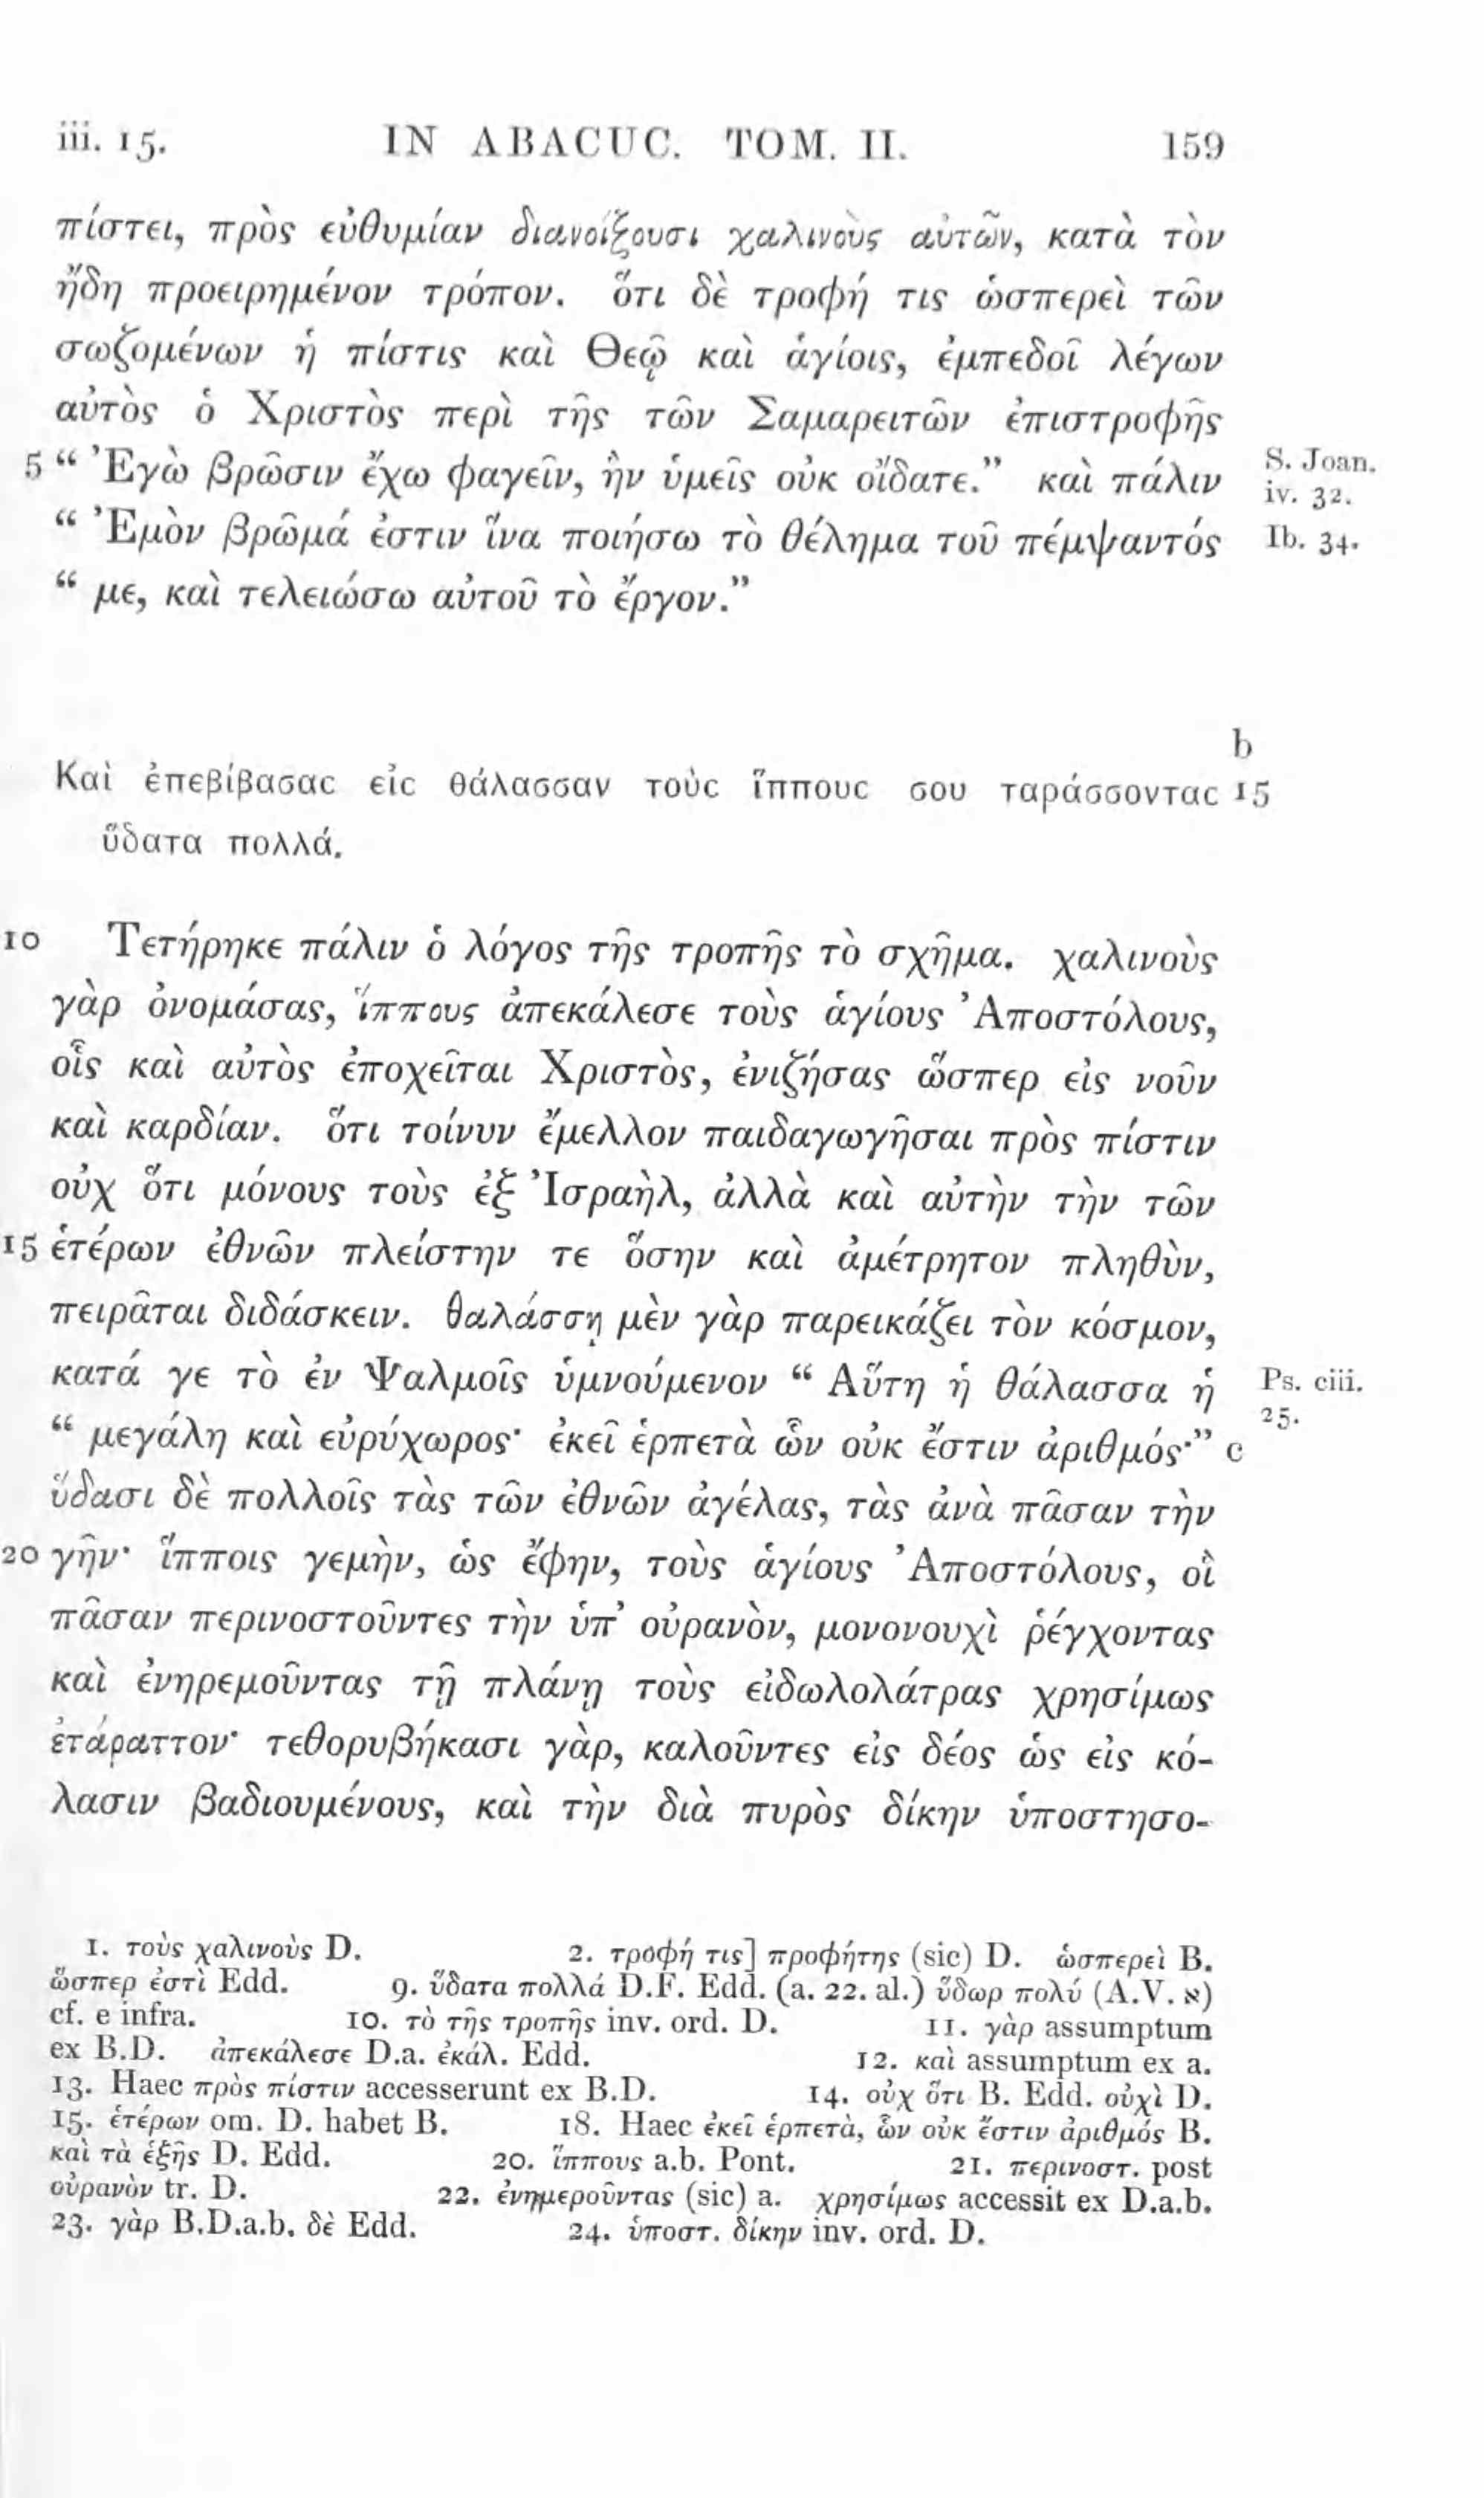 iii. 15. IN ABACUC. TOM. II. 159
πίστει, πρὸς εὐθυμίαν διανοίξουσι χαλινοὺς αὐτῶν, κατὰ τὸν
ἤδη προειρημένον τρόπον. ὅτι δὲ τροφή τις ὡσπερεὶ τῶν
σωζομένων ἡ πίστις καὶ Θεῷ καὶ ἁγίοις, ἐμπεδοῖ λέγων
αὐτὸς ὁ Χριστὸς περὶ τῆς τῶν Σαμαρειτῶν ἐπιστροφῆς
5 “ Ἐγὼ βρῶσιν ἔχω φαγεῖν, ἣν ὑμεῖς οὐκ οἴδατε.” καὶ πάλιν S. Joan. iv. 32.
“ Ἐμὸν βρῶμά ἐστιν ἵνα ποιήσω τὸ θέλημα τοῦ πέμψαντός Ib. 34.
“ με, καὶ τελειώσω αὐτοῦ τὸ ἔργον.”
b
Καὶ ἐπεβίβασας εἰς θάλασσαν τοὺς ἵππους σου ταράσσοντας 15
ὕδατα πολλά.
10 Τετήρηκε πάλιν ὁ λόγος τῆς τροπῆς τὸ σχῆμα. χαλινοὺς
γὰρ ὀνομάσας, ἵππους ἀπεκάλεσε τοὺς ἁγίους Ἀποστόλους,
οἷς καὶ αὐτὸς ἐποχεῖται Χριστὸς, ἐνιζήσας ὥσπερ εἰς νοῦν
καὶ καρδίαν. ὅτι τοίνυν ἔμελλον παιδαγωγῆσαι πρὸς πίστιν
οὐχ ὅτι μόνους τοὺς ἐξ Ἰσραὴλ, ἀλλὰ καὶ αὐτὴν τὴν τῶν
15 ἑτέρων ἐθνῶν πλείστην τε ὅσην καὶ ἀμέτρητον πληθὺν,
πειρᾶται διδάσκειν. θαλάσσῃ μὲν γὰρ παρεικάζει τὸν κόσμον,
κατά γε τὸ ἐν Ψαλμοῖς ὑμνούμενον “ Αὕτη ἡ θάλασσα ἡ Ps. ciii. 25.
“ μεγάλη καὶ εὐρύχωρος· ἐκεῖ ἑρπετὰ ὧν οὐκ ἔστιν ἀριθμός·” c
ὕδασι δὲ πολλοῖς τὰς τῶν ἐθνῶν ἀγέλας, τὰς ἀνὰ πᾶσαν τὴν
20 γῆν· ἵπποις γεμὴν, ὡς ἔφην, τοὺς ἁγίους Ἀποστόλους, οἳ
πᾶσαν περινοστοῦντες τὴν ὑπ’ οὐρανὸν, μονονουχὶ ῥέγχοντας
καὶ ἐνηρεμοῦντας τῇ πλάνῃ τοὺς εἰδωλολάτρας χρησίμως
ἐτάραττον· τεθορυβήκασι γὰρ, καλοῦντες εἰς δέος ὡς εἰς κό-
λασιν βαδιουμένους, καὶ τὴν διὰ πυρὸς δίκην ὑποστησο-
1. τοὺς χαλινοὺς D. 2. τροφή τις] προφήτης (sic) D. ὡσπερεὶ B.
ὥσπερ ἐστὶ Edd. 9. ὕδατα πολλά D.F. Edd. (a. 22. al.) ὕδωρ πολύ (A.V. א)
cf. e infra. 10. τὸ τῆς τροπῆς inv. ord. D. 11. γὰρ assumptum
ex B.D. ἀπεκάλεσε D.a. ἐκάλ. Edd. 12. καὶ assumptum ex a.
13. Haec πρὸς πίστιν accesserunt ex B.D. 14. οὐχ ὅτι B. Edd. οὐχὶ D.
15. ἑτέρων om. D. habet B. 18. Haec ἐκεῖ ἑρπετὰ, ὧν οὐκ ἔστιν ἀριθμός B.
καὶ τὰ ἑξῆς D. Edd. 20. ἵππους a.b. Pont. 21. περινοστ. post
οὐρανὸν tr. D. 22. ἐνημεροῦντας (sic) a. χρησίμως accessit ex D.a.b.
23. γὰρ B.D.a.b. δὲ Edd. 24. ὑποστ. δίκην inv. ord. D.